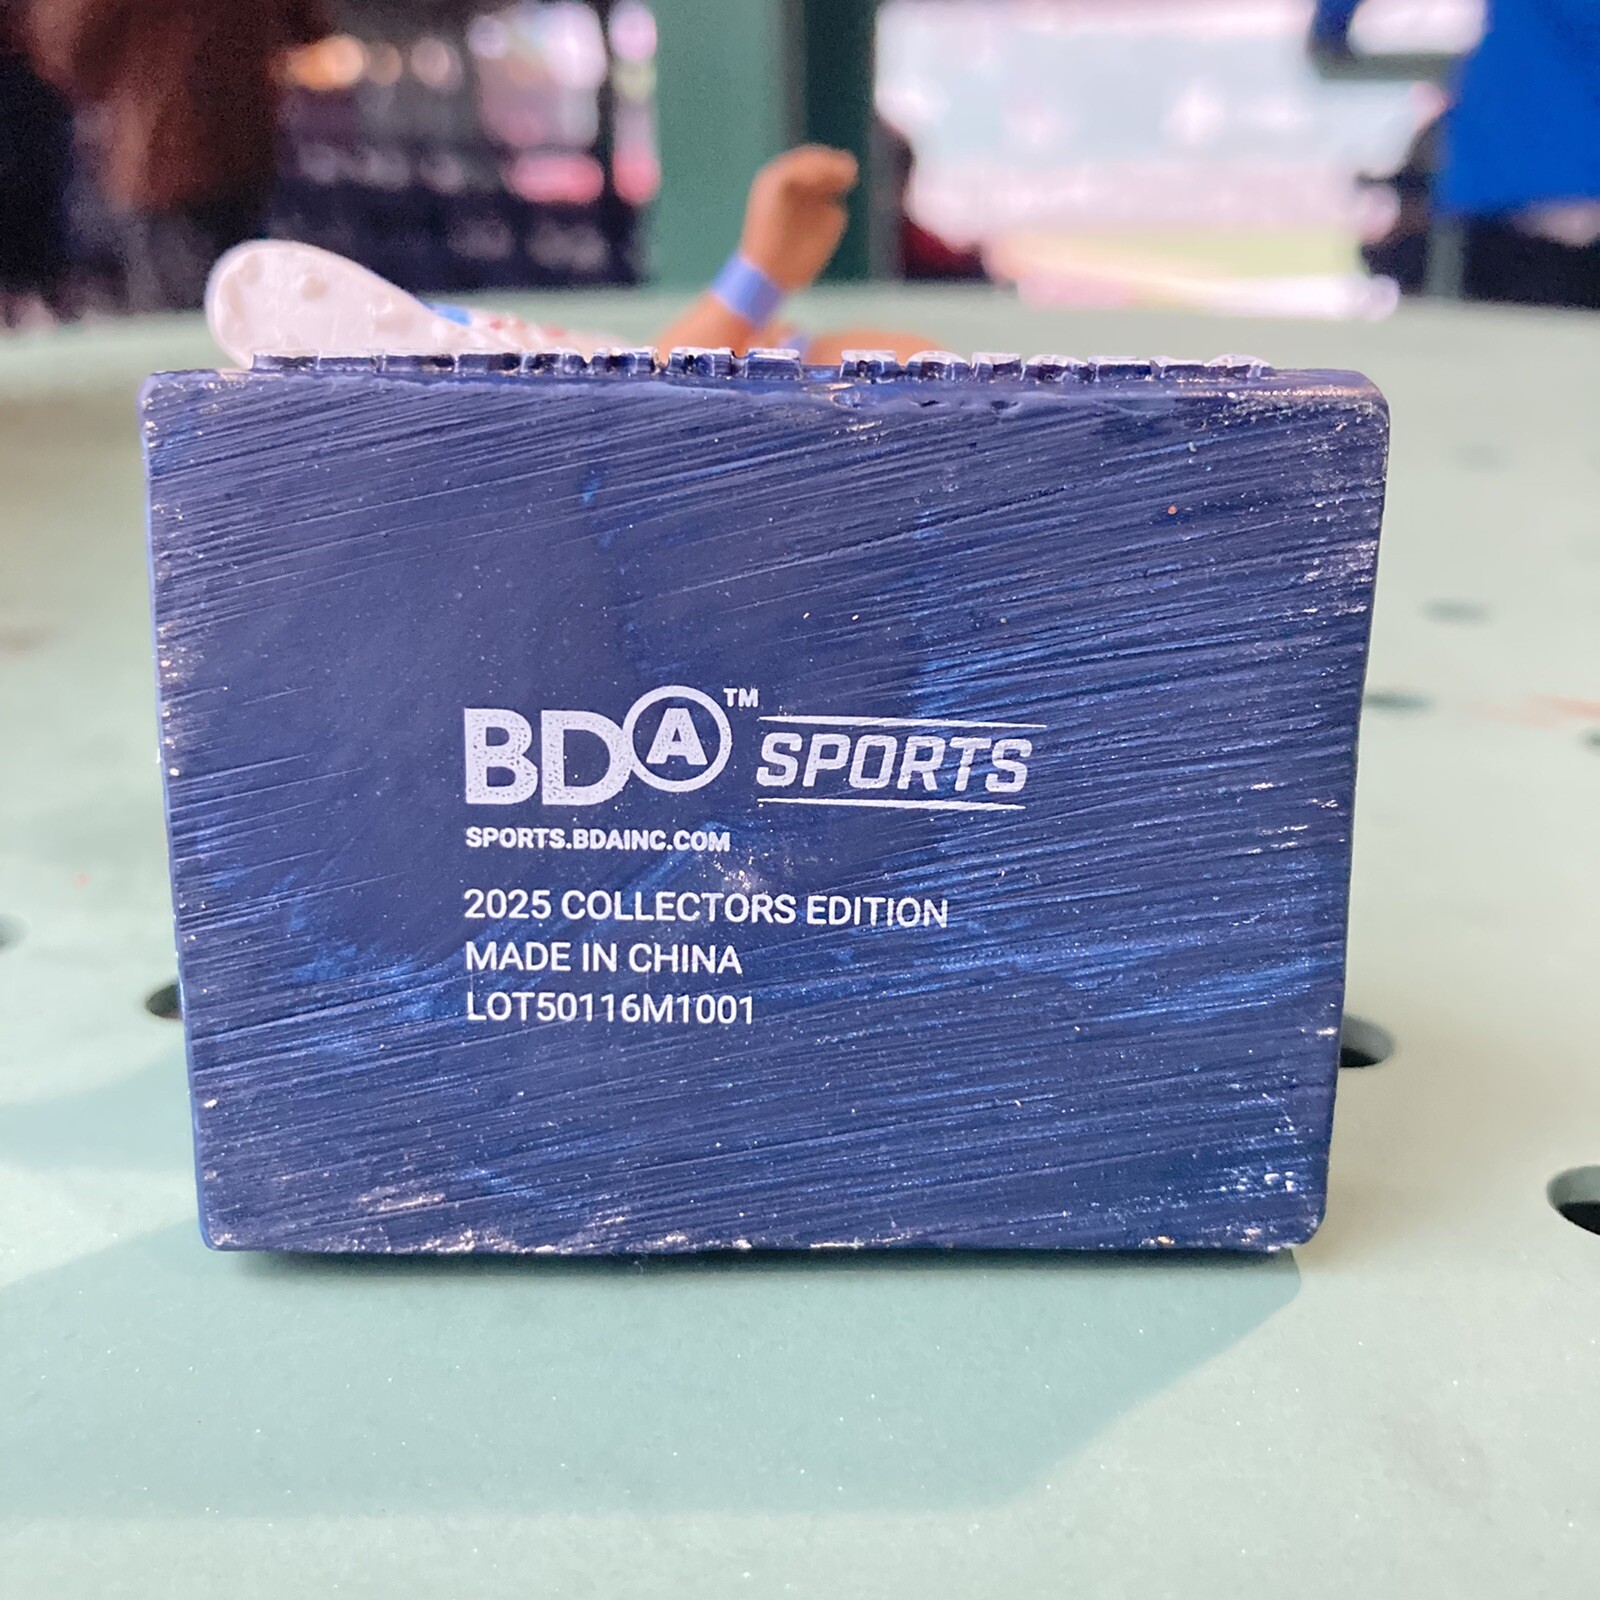 BDA™ SPORTS
SPORTS.BDAINC.COM
2025 COLLECTORS EDITION
MADE IN CHINA
LOT50116M1001